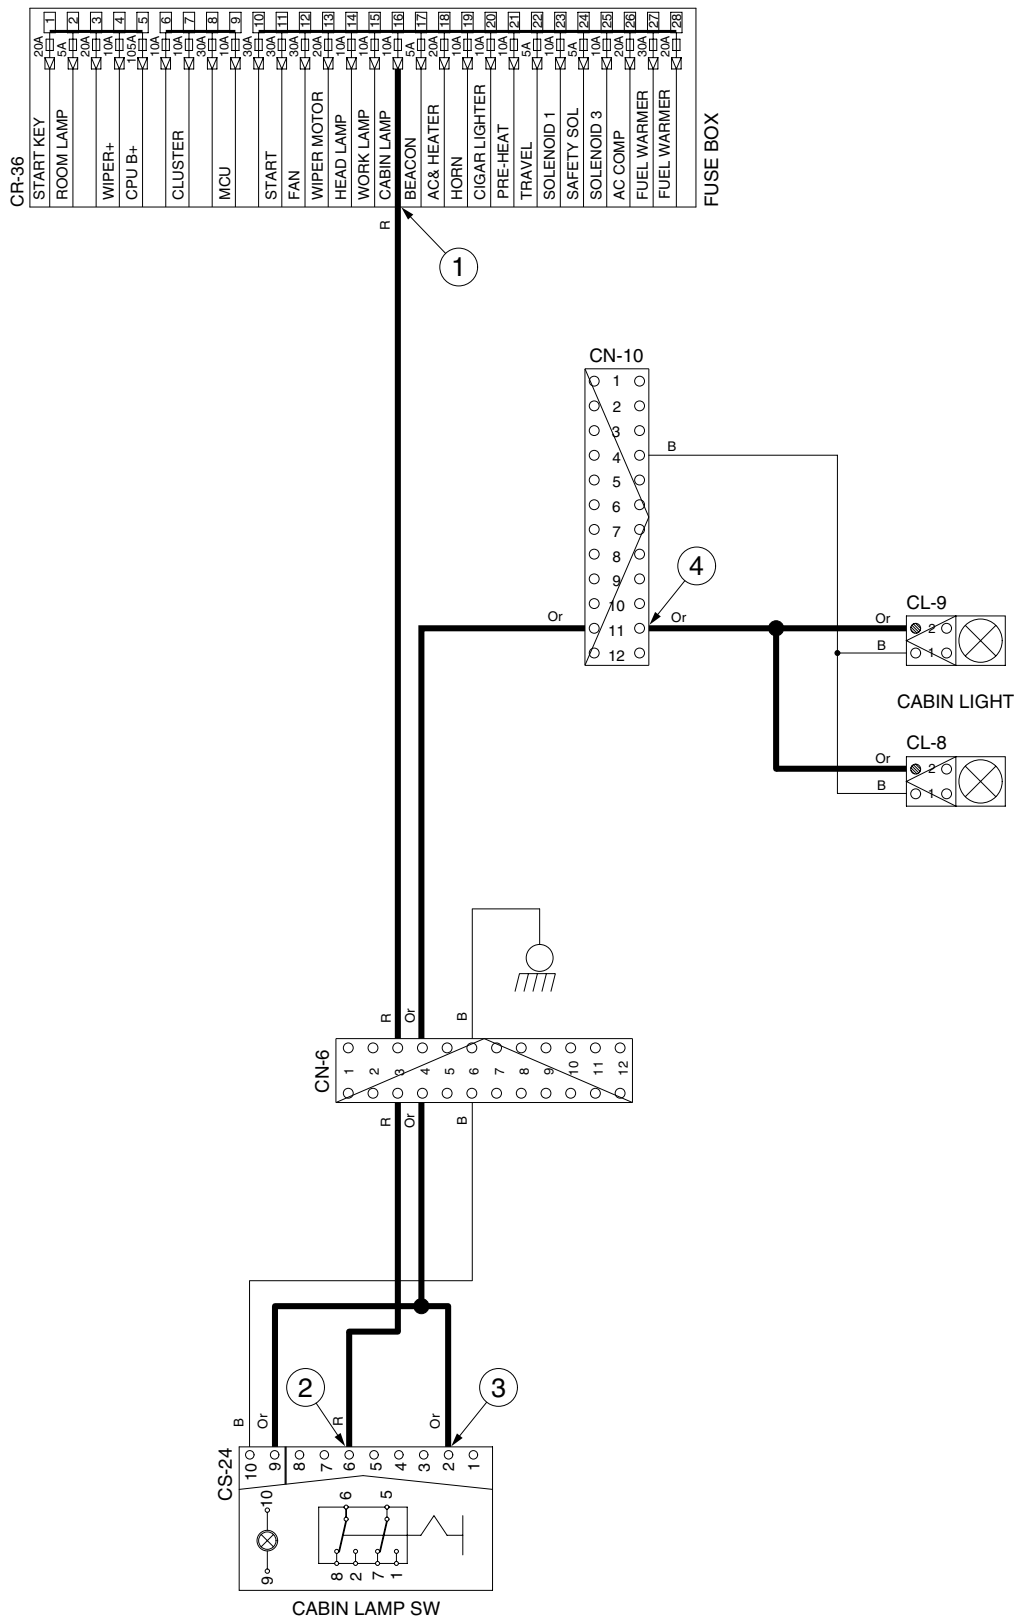 1 2 3 4 5 6 7 8 9 10 11 12 13 14 15 16 17 18 19 20 21 22 23 24 25 26 27 28
20A 5A 20A 10A 105A 10A 10A 30A 10A 30A 30A 30A 20A 10A 10A 10A 5A 20A 10A 10A 10A 5A 10A 5A 10A 20A 30A 20A
CR-36
START KEY
ROOM LAMP
WIPER+
CPU B+
CLUSTER
MCU
START
FAN
WIPER MOTOR
HEAD LAMP
WORK LAMP
CABIN LAMP
BEACON
AC& HEATER
HORN
CIGAR LIGHTER
PRE-HEAT
TRAVEL
SOLENOID 1
SAFETY SOL
SOLENOID 3
AC COMP
FUEL WARMER
FUEL WARMER
FUSE BOX
R
1
CN-10
1
2
3
4
B
5
6
7
8
9
10
11
12
4
Or
Or
CL-9
Or
2
B
1
CABIN LIGHT
CL-8
Or
2
B
1
R Or B
CN-6
1 2 3 4 5 6 7 8 9 10 11 12
R Or B
2
3
B Or R Or
CS-24
10 9 8 7 6 5 4 3 2 1
10
9
6 5
8 2 7 1
CABIN LAMP SW